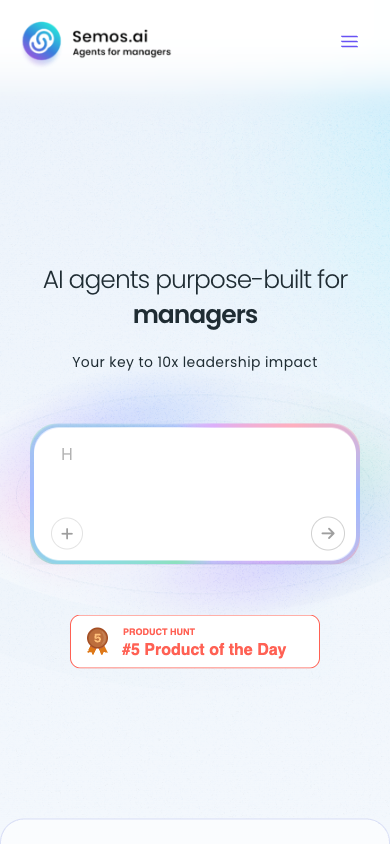 Semos.ai
Agents for managers
AI agents purpose-built for
managers
Your key to 10x leadership impact
H
5
PRODUCT HUNT
#5 Product of the Day